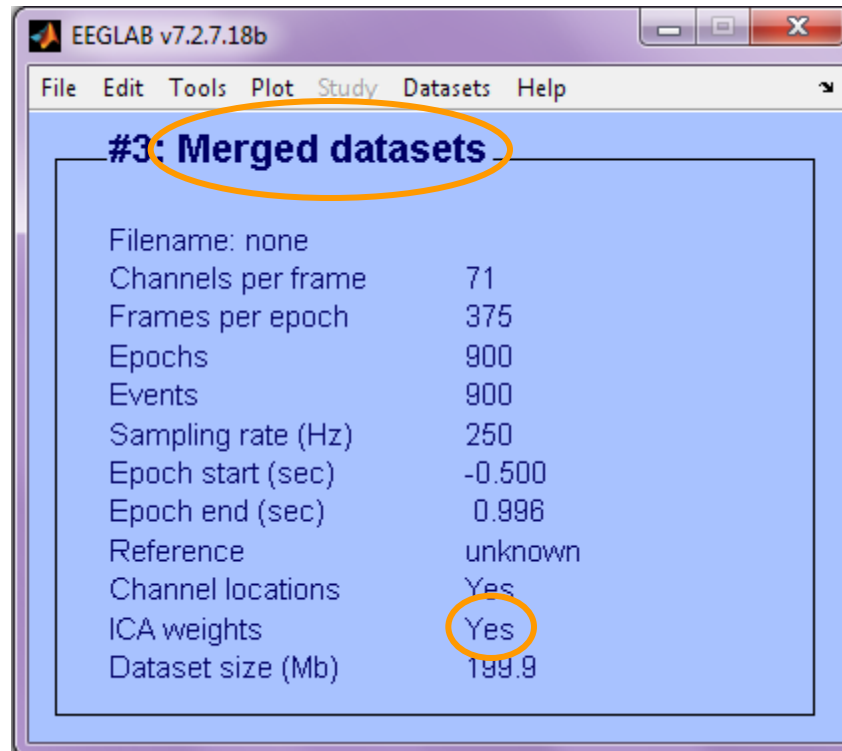 EEGLAB v7.2.7.18b
File Edit Tools Plot Study Datasets Help
#3: Merged datasets
Filename: none
Channels per frame 71
Frames per epoch 375
Epochs 900
Events 900
Sampling rate (Hz) 250
Epoch start (sec) -0.500
Epoch end (sec) 0.996
Reference unknown
Channel locations Yes
ICA weights Yes
Dataset size (Mb) 199.9